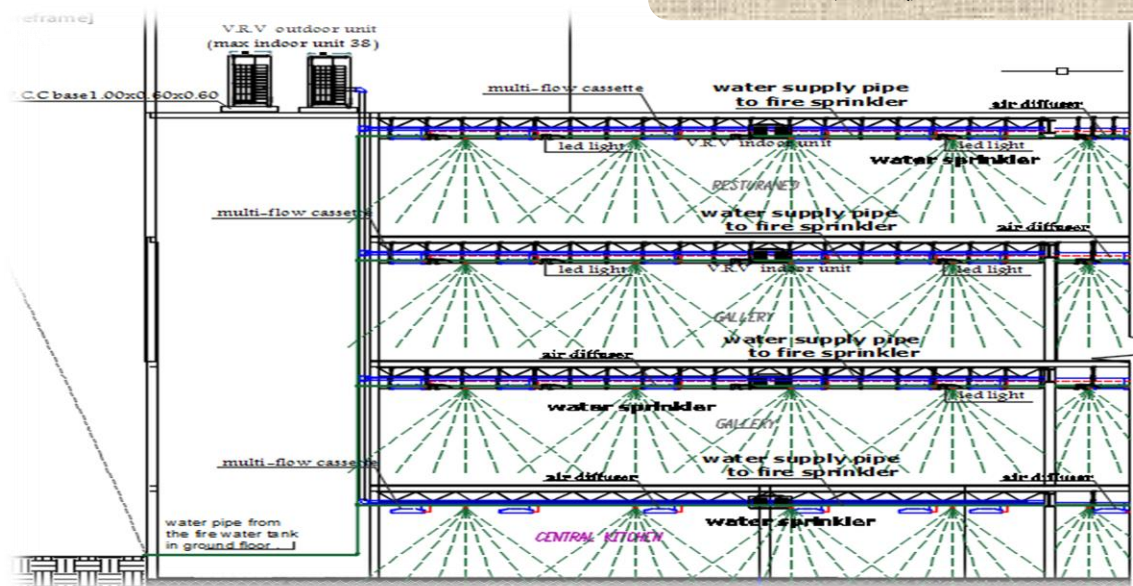 reframe]
V.R.V outdoor unit
(max indoor unit 38)
.C.C base1.00x0.60x0.60
multi-flow cassette
water supply pipe
to fire sprinkler
air diffuser
led light
V.R.V indoor unit
led light
water sprinkler
RESTURANED
multi-flow cassette
water supply pipe
to fire sprinkler
air diffuser
led light
V.R.V indoor unit
led light
GALLERY
water supply pipe
to fire sprinkler
air diffuser
led light
water sprinkler
GALLERY
multi-flow cassette
water supply pipe
to fire sprinkler
air diffuser
air diffuser
water sprinkler
CENTRAL KITCHEN
water pipe from
the fire water tank
in ground floor .